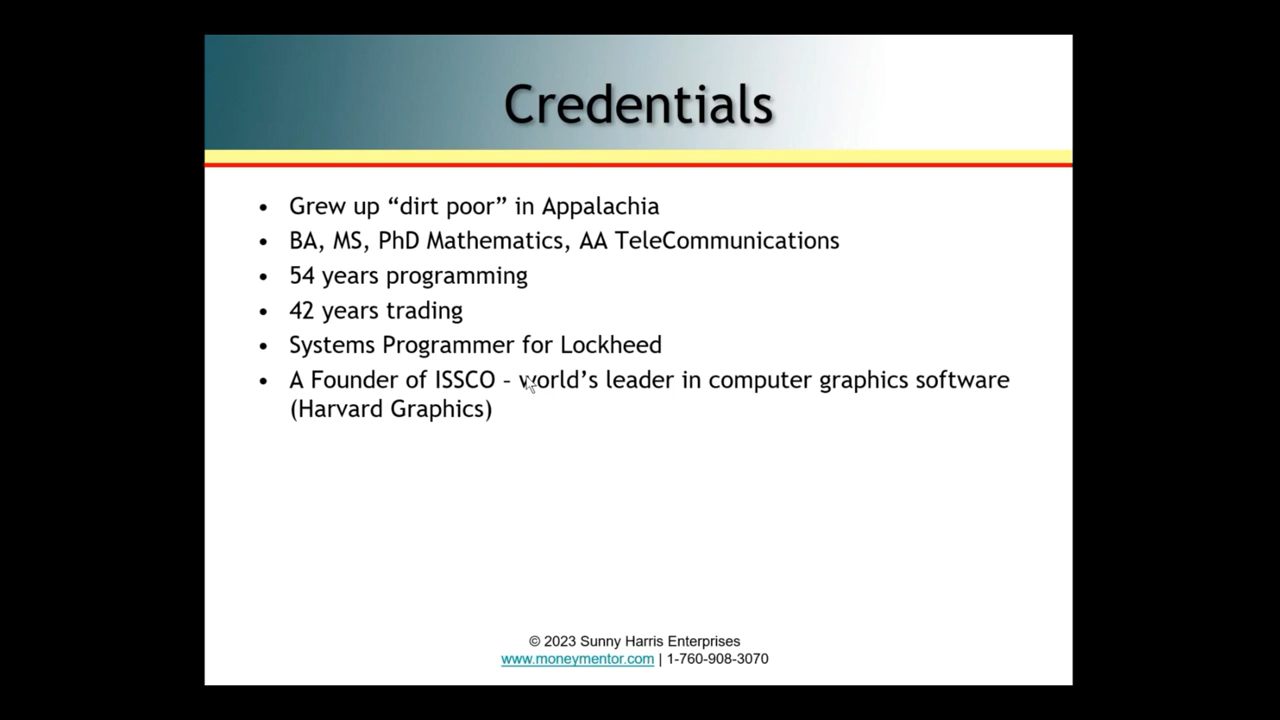 Credentials
• Grew up “dirt poor” in Appalachia
• BA, MS, PhD Mathematics, AA TeleCommunications
• 54 years programming
• 42 years trading
• Systems Programmer for Lockheed
• A Founder of ISSCO – world’s leader in computer graphics software
(Harvard Graphics)
© 2023 Sunny Harris Enterprises
www.moneymentor.com | 1-760-908-3070